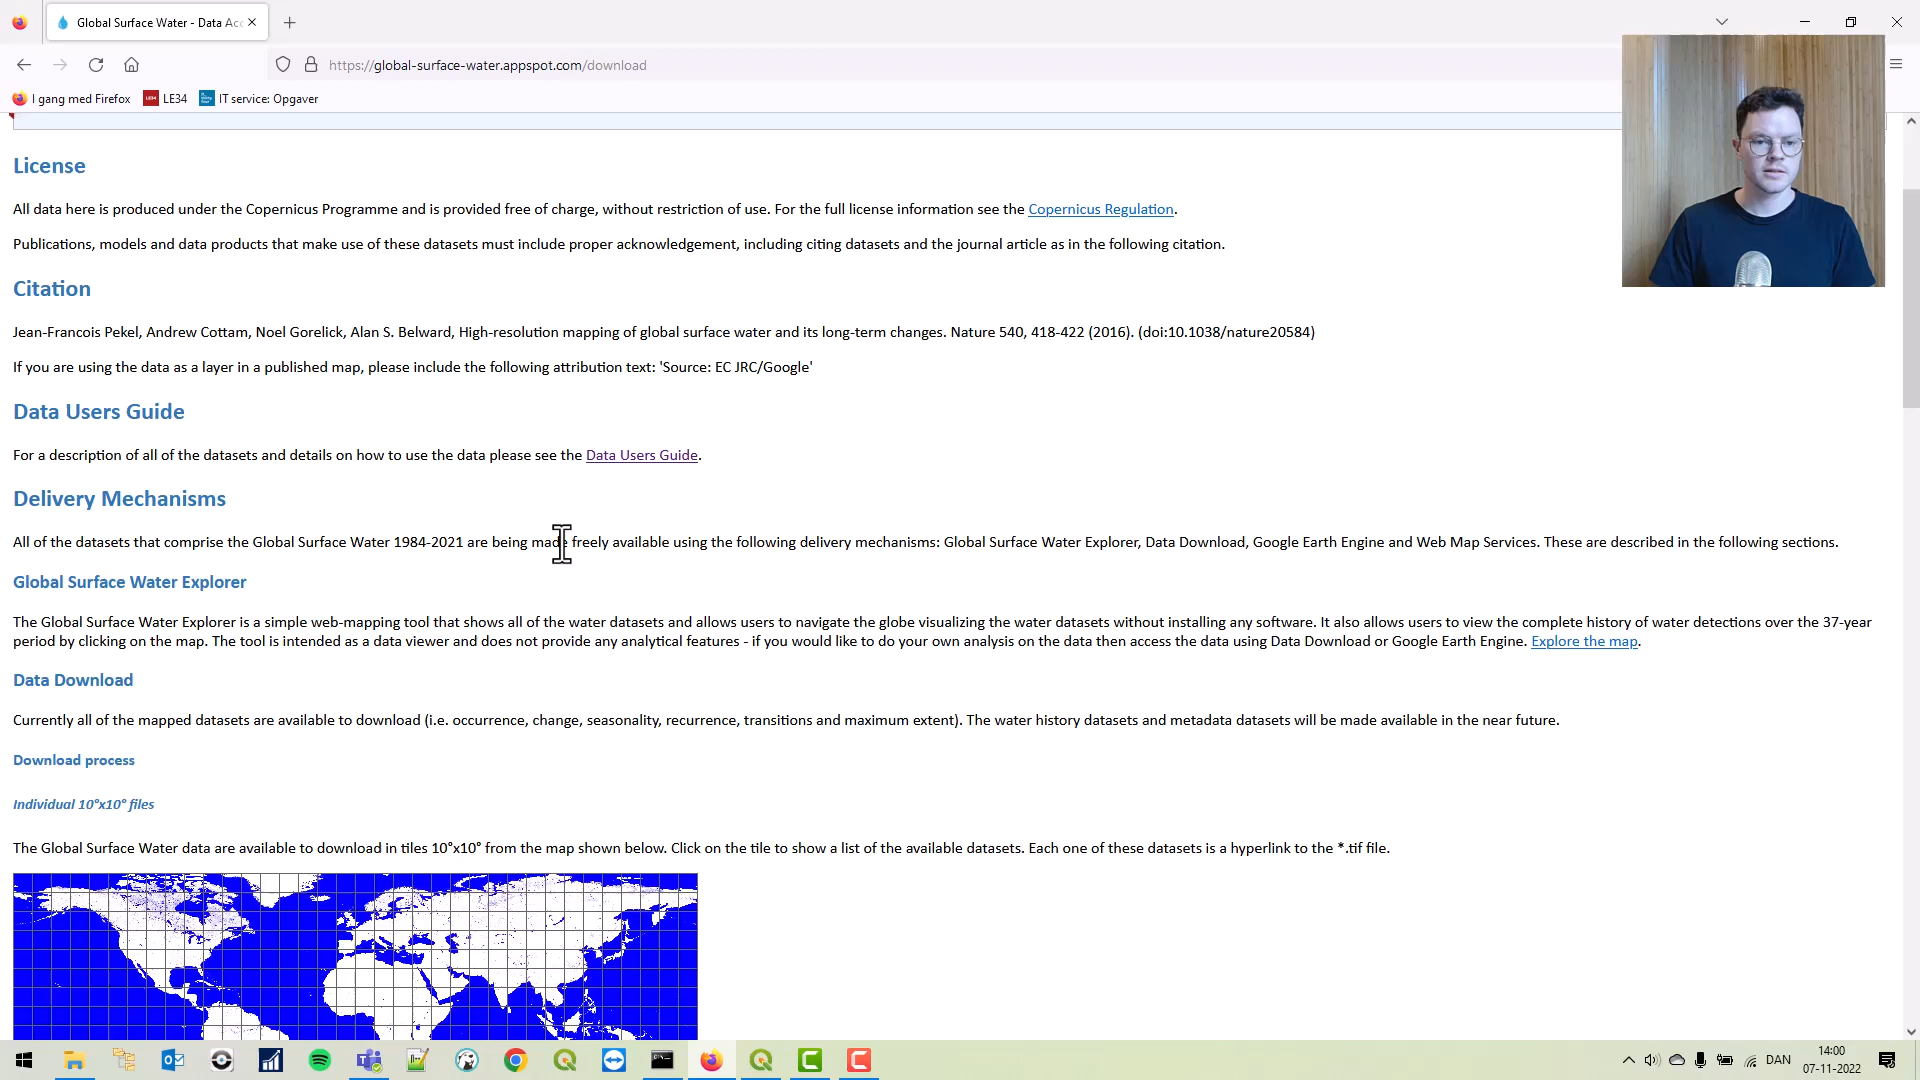 Global Surface Water - Data Acc
https://global-surface-water.appspot.com/download
I gang med Firefox LE34 IT service: Opgaver
License
All data here is produced under the Copernicus Programme and is provided free of charge, without restriction of use. For the full license information see the Copernicus Regulation.
Publications, models and data products that make use of these datasets must include proper acknowledgement, including citing datasets and the journal article as in the following citation.
Citation
Jean-Francois Pekel, Andrew Cottam, Noel Gorelick, Alan S. Belward, High-resolution mapping of global surface water and its long-term changes. Nature 540, 418-422 (2016). (doi:10.1038/nature20584)
If you are using the data as a layer in a published map, please include the following attribution text: 'Source: EC JRC/Google'
Data Users Guide
For a description of all of the datasets and details on how to use the data please see the Data Users Guide.
Delivery Mechanisms
All of the datasets that comprise the Global Surface Water 1984-2021 are being made freely available using the following delivery mechanisms: Global Surface Water Explorer, Data Download, Google Earth Engine and Web Map Services. These are described in the following sections.
Global Surface Water Explorer
The Global Surface Water Explorer is a simple web-mapping tool that shows all of the water datasets and allows users to navigate the globe visualizing the water datasets without installing any software. It also allows users to view the complete history of water detections over the 37-year
period by clicking on the map. The tool is intended as a data viewer and does not provide any analytical features - if you would like to do your own analysis on the data then access the data using Data Download or Google Earth Engine. Explore the map.
Data Download
Currently all of the mapped datasets are available to download (i.e. occurrence, change, seasonality, recurrence, transitions and maximum extent). The water history datasets and metadata datasets will be made available in the near future.
Download process
Individual 10°x10° files
The Global Surface Water data are available to download in tiles 10°x10° from the map shown below. Click on the tile to show a list of the available datasets. Each one of these datasets is a hyperlink to the *.tif file.
DAN
14:00
07-11-2022